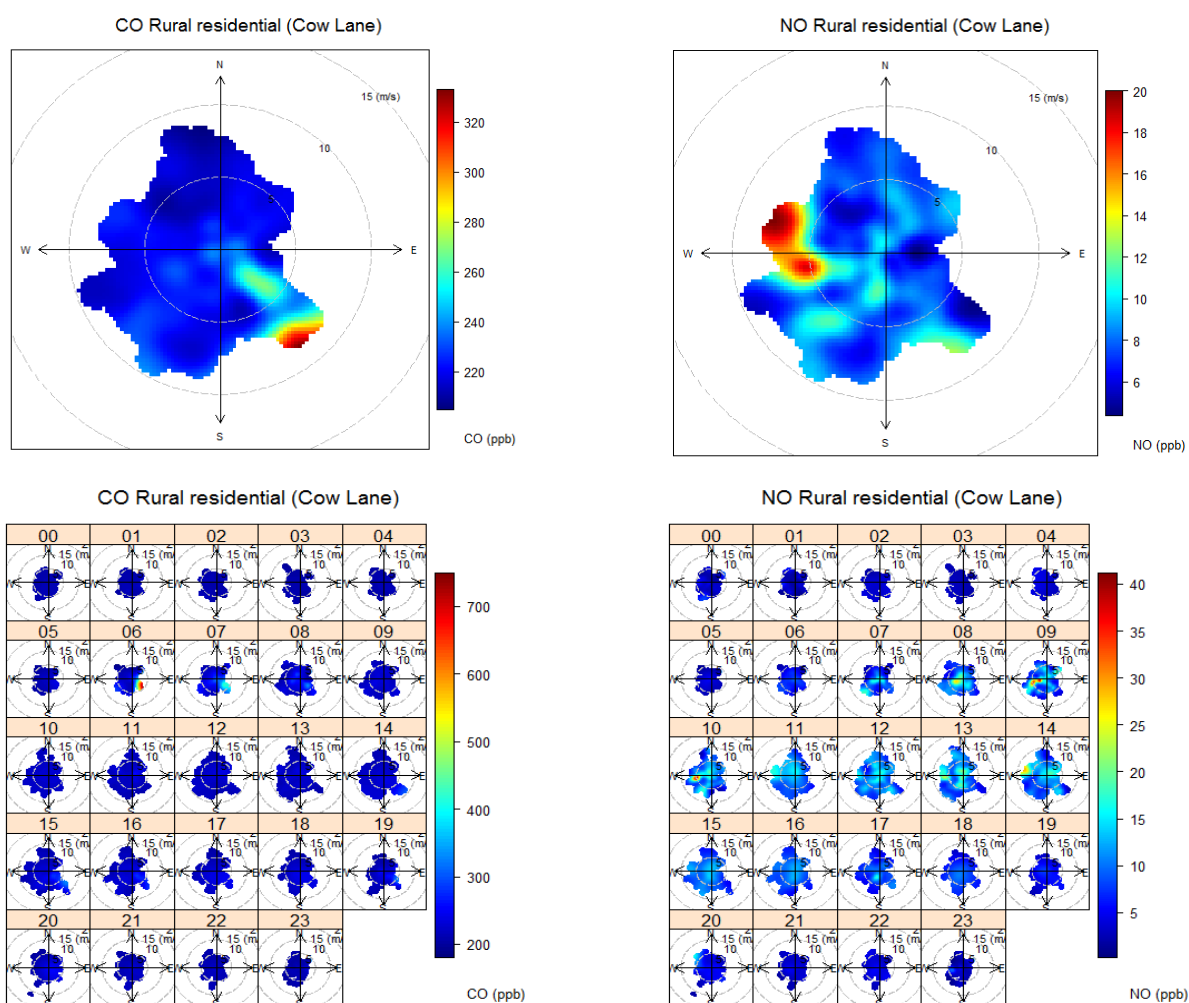 CO Rural residential (Cow Lane)
N
15 (m/s)
10
5
W
E
S
320
300
280
260
240
220
CO (ppb)
NO Rural residential (Cow Lane)
N
15 (m/s)
10
5
W
E
S
20
18
16
14
12
10
8
6
NO (ppb)
CO Rural residential (Cow Lane)
00 01 02 03 04
05 06 07 08 09
10 11 12 13 14
15 16 17 18 19
20 21 22 23
700
600
500
400
300
200
CO (ppb)
NO Rural residential (Cow Lane)
00 01 02 03 04
05 06 07 08 09
10 11 12 13 14
15 16 17 18 19
20 21 22 23
40
35
30
25
20
15
10
5
NO (ppb)